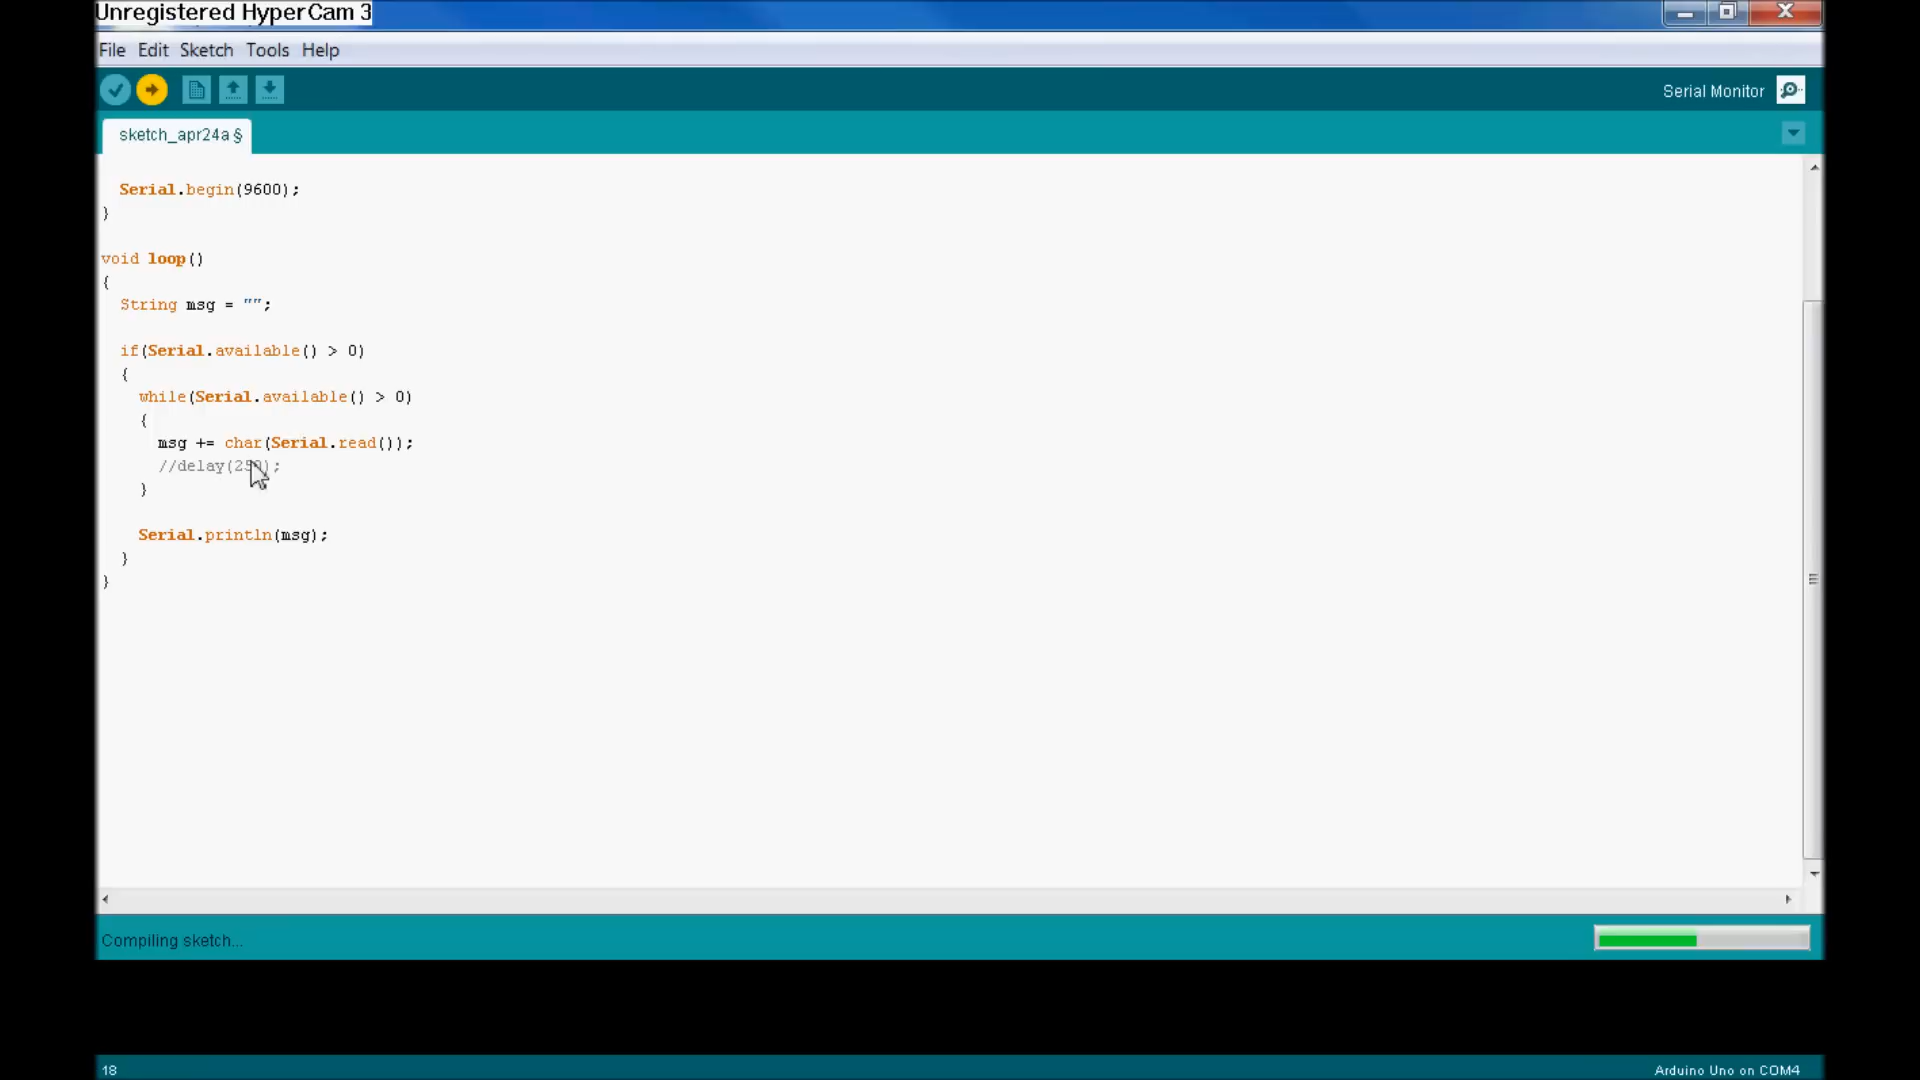 Unregistered HyperCam 3
File Edit Sketch Tools Help
Serial Monitor
sketch_apr24a §
Serial.begin(9600);
}
void loop()
{
String msg = "";
if(Serial.available() > 0)
{
while(Serial.available() > 0)
{
msg += char(Serial.read());
//delay(250);
}
Serial.println(msg);
}
}
Compiling sketch...
18
Arduino Uno on COM4